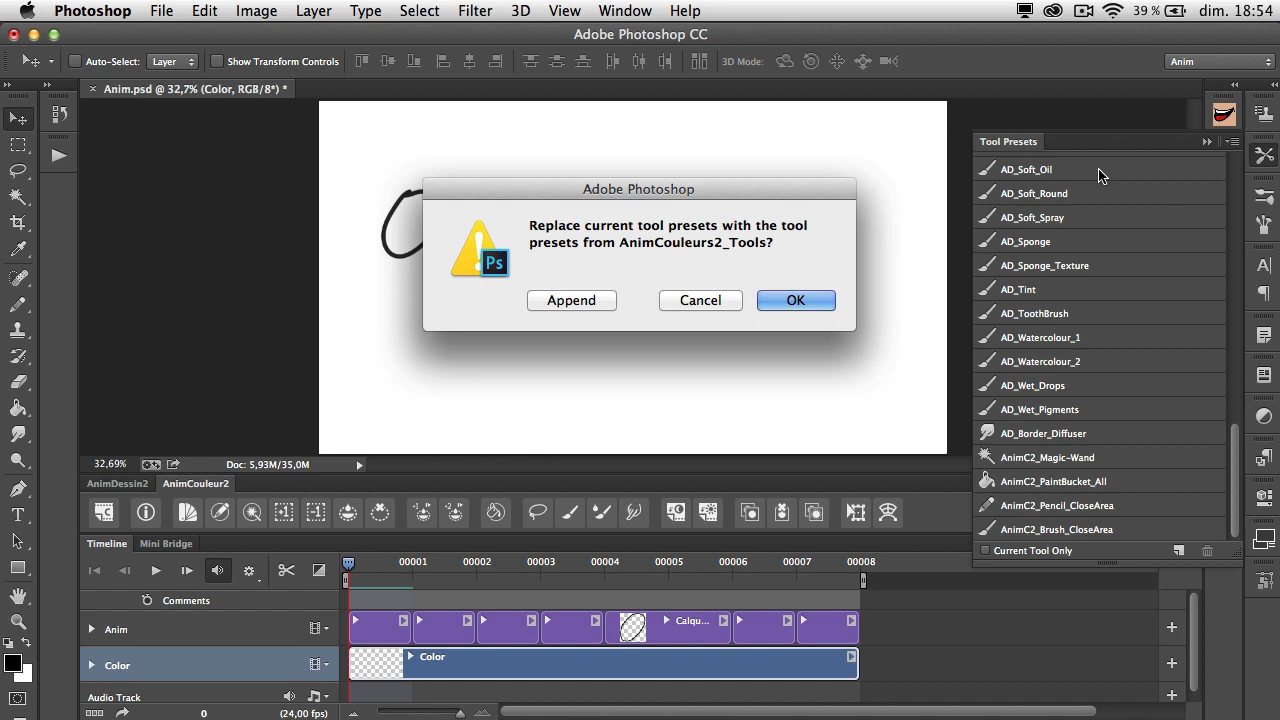 Photoshop File Edit Image Layer Type Select Filter 3D View Window Help 39 % dim. 18:54
Adobe Photoshop CC
Auto-Select: Layer Show Transform Controls 3D Mode: Anim
Anim.psd @ 32,7% (Color, RGB/8*) *
Tool Presets
AD_Soft_Oil
AD_Soft_Round
AD_Soft_Spray
AD_Sponge
AD_Sponge_Texture
AD_Tint
AD_ToothBrush
AD_Watercolour_1
AD_Watercolour_2
AD_Wet_Drops
AD_Wet_Pigments
AD_Border_Diffuser
AnimC2_Magic-Wand
AnimC2_PaintBucket_All
AnimC2_Pencil_CloseArea
AnimC2_Brush_CloseArea
Current Tool Only
Adobe Photoshop
Replace current tool presets with the tool
presets from AnimCouleurs2_Tools?
Ps
Append Cancel OK
32,69% Doc: 5,93M/35,0M
AnimDessin2 AnimCouleur2
Timeline Mini Bridge
00001 00002 00003 00004 00005 00006 00007 00008
Comments
Anim Calqu...
Color Color
Audio Track
0 (24,00 fps)